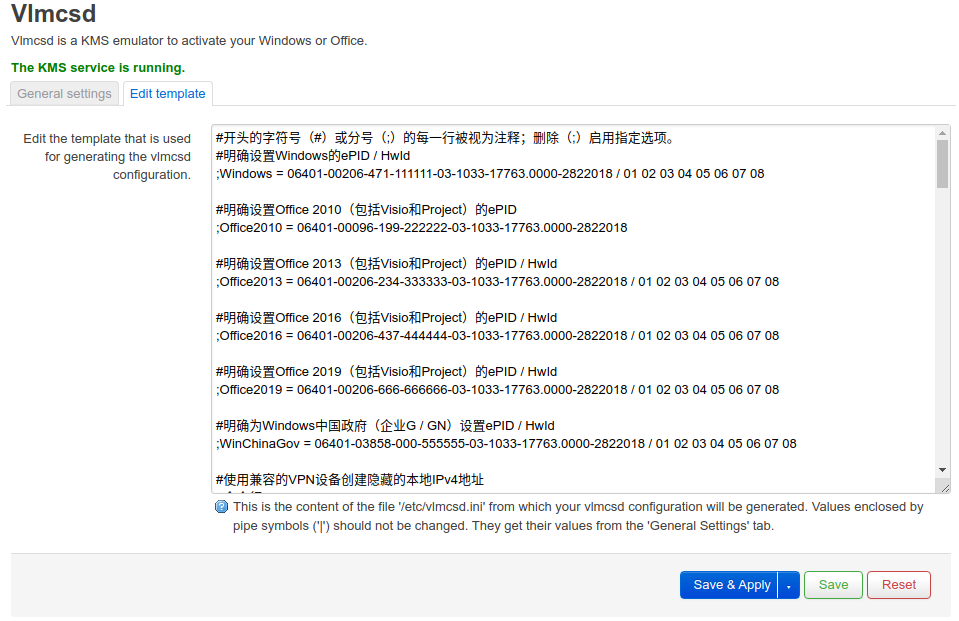 Vlmcsd
Vlmcsd is a KMS emulator to activate your Windows or Office.
The KMS service is running.
General settings
Edit template
Edit the template that is used
for generating the vlmcsd
configuration.
#开头的字符号（#）或分号（;）的每一行被视为注释；删除（;）启用指定选项。
#明确设置Windows的ePID / HwId
;Windows = 06401-00206-471-111111-03-1033-17763.0000-2822018 / 01 02 03 04 05 06 07 08
#明确设置Office 2010（包括Visio和Project）的ePID
;Office2010 = 06401-00096-199-222222-03-1033-17763.0000-2822018
#明确设置Office 2013（包括Visio和Project）的ePID / HwId
;Office2013 = 06401-00206-234-333333-03-1033-17763.0000-2822018 / 01 02 03 04 05 06 07 08
#明确设置Office 2016（包括Visio和Project）的ePID / HwId
;Office2016 = 06401-00206-437-444444-03-1033-17763.0000-2822018 / 01 02 03 04 05 06 07 08
#明确设置Office 2019（包括Visio和Project）的ePID / HwId
;Office2019 = 06401-00206-666-666666-03-1033-17763.0000-2822018 / 01 02 03 04 05 06 07 08
#明确为Windows中国政府（企业G / GN）设置ePID / HwId
;WinChinaGov = 06401-03858-000-555555-03-1033-17763.0000-2822018 / 01 02 03 04 05 06 07 08
#使用兼容的VPN设备创建隐藏的本地IPv4地址
This is the content of the file '/etc/vlmcsd.ini' from which your vlmcsd configuration will be generated. Values enclosed by
pipe symbols ('|') should not be changed. They get their values from the 'General Settings' tab.
Save & Apply
Save
Reset